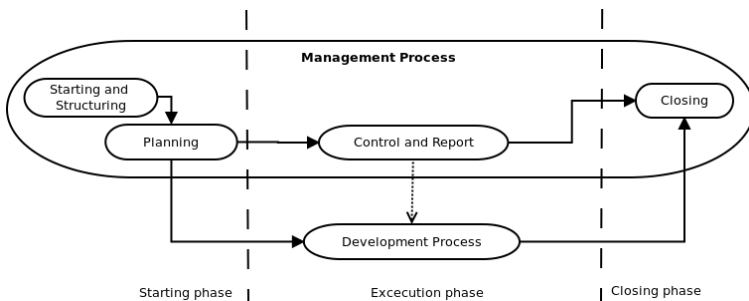 Management Process
Starting and
Structuring
Closing
Planning
Control and Report
Development Process
Starting phase
Excecution phase
Closing phase